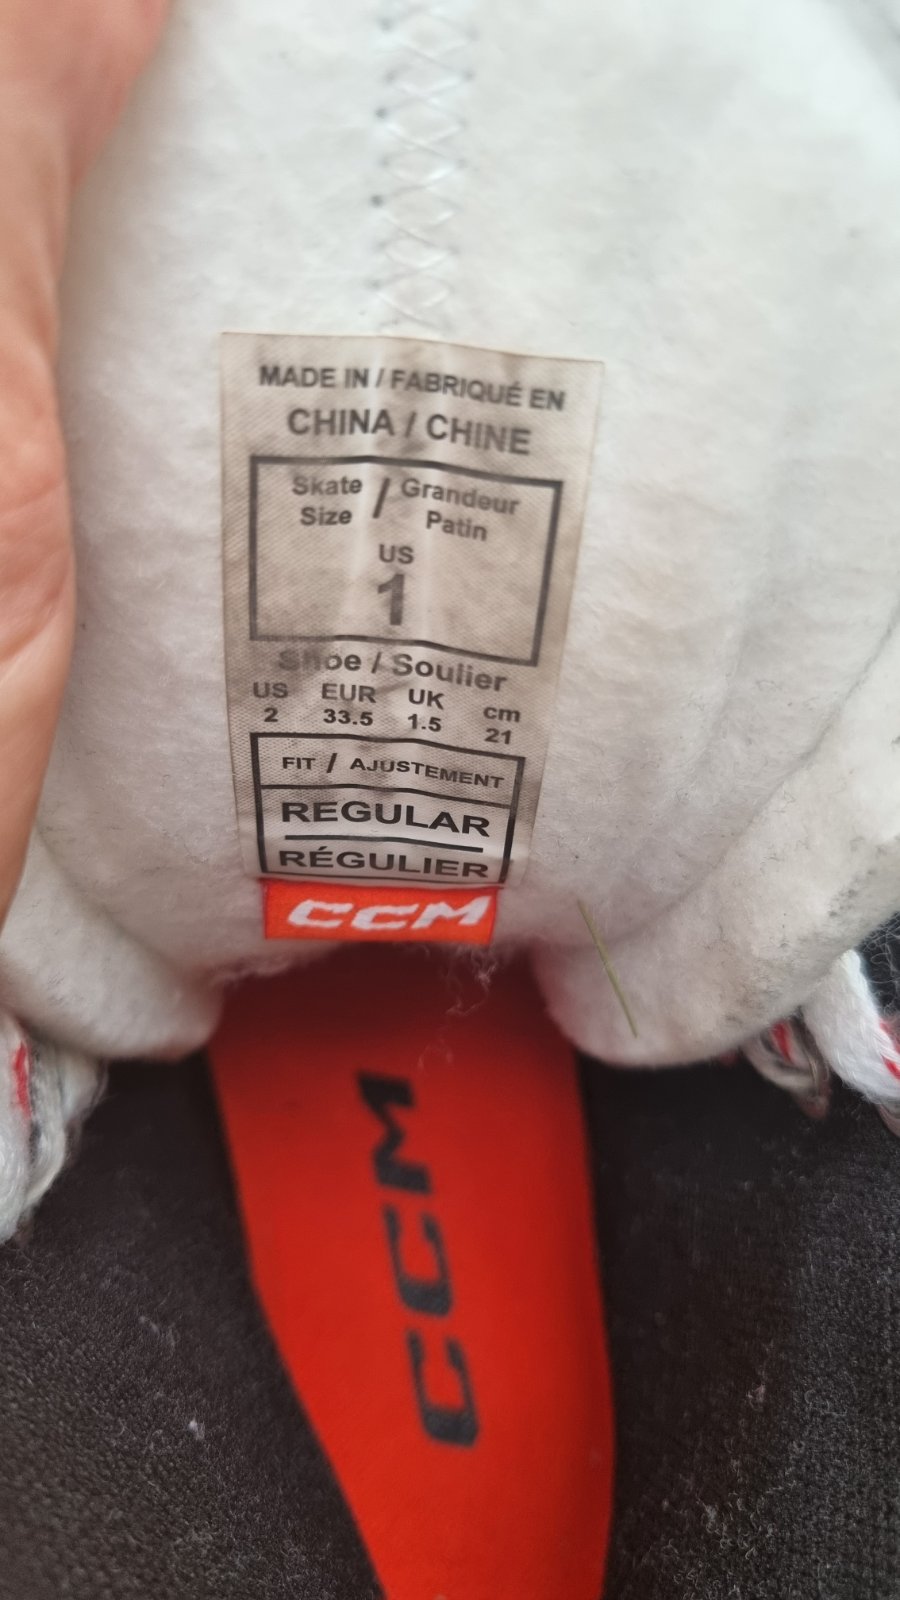 MADE IN / FABRIQUÉ EN
CHINA / CHINE
Skate / Grandeur
Size Patin
US
1
Shoe / Soulier
US EUR UK cm
2 33.5 1.5 21
FIT / AJUSTEMENT
REGULAR
RÉGULIER
CCM
CCM